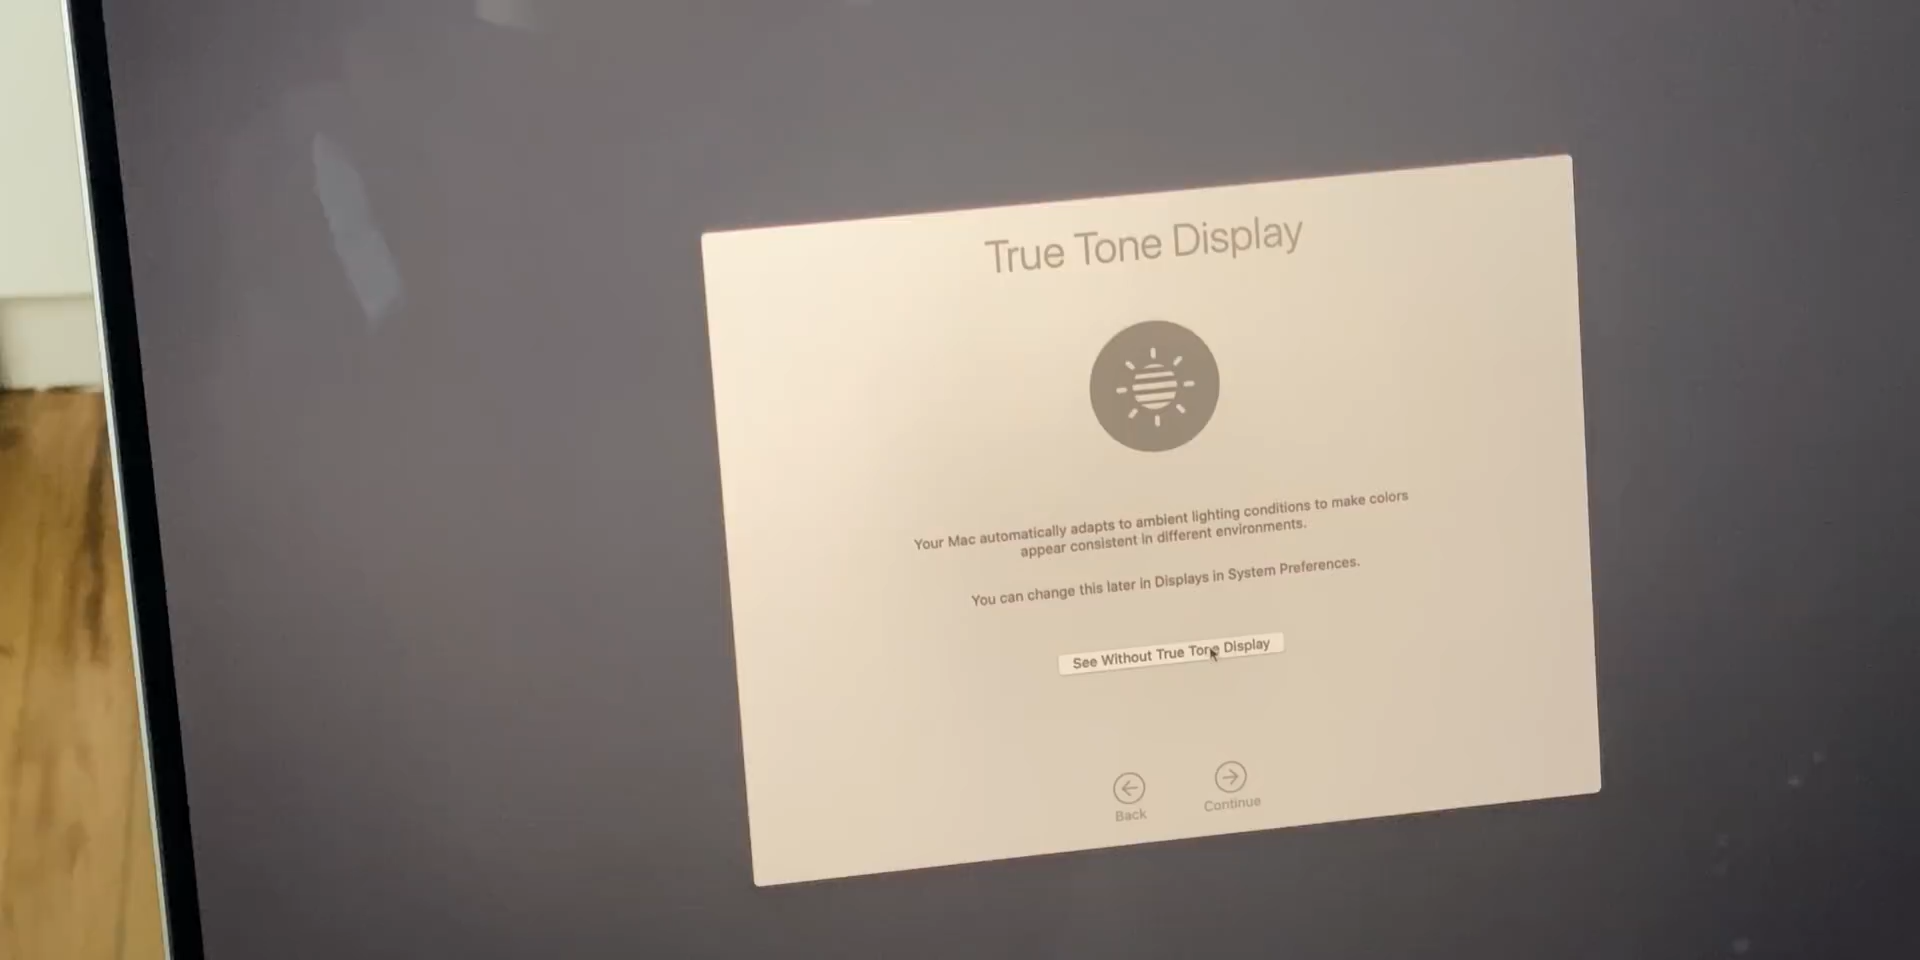 True Tone Display
Your Mac automatically adapts to ambient lighting conditions to make colors
appear consistent in different environments.
You can change this later in Displays in System Preferences.
See Without True Tone Display
Back
Continue